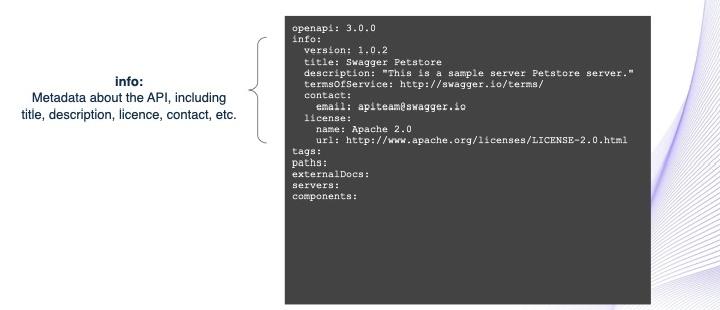 info:
Metadata about the API, including
title, description, licence, contact, etc.
openapi: 3.0.0
info:
  version: 1.0.2
  title: Swagger Petstore
  description: "This is a sample server Petstore server."
  termsOfService: http://swagger.io/terms/
  contact:
    email: apiteam@swagger.io
  license:
    name: Apache 2.0
    url: http://www.apache.org/licenses/LICENSE-2.0.html
tags:
paths:
externalDocs:
servers:
components: